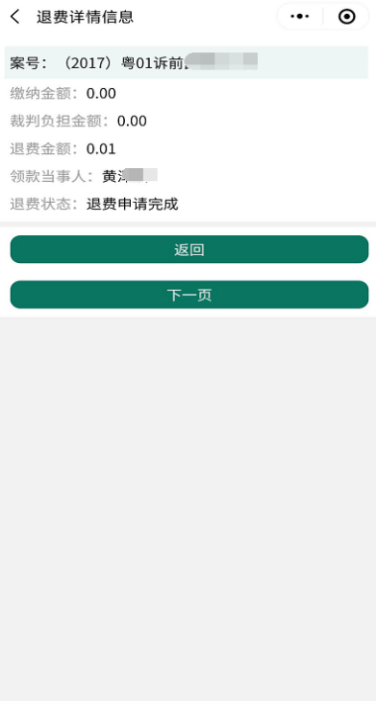 退费详情信息
案号：（2017）粤01诉前
缴纳金额：0.00
裁判负担金额：0.00
退费金额：0.01
领款当事人：黄
退费状态：退费申请完成
返回
下一页